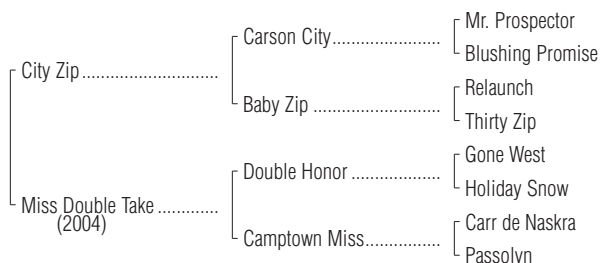 Mr. Prospector
Carson City........................
Blushing Promise
City Zip..............................
Relaunch
Baby Zip ............................
Thirty Zip
Gone West
Double Honor ....................
Holiday Snow
Miss Double Take .............
(2004)
Carr de Naskra
Camptown Miss.................
Passolyn